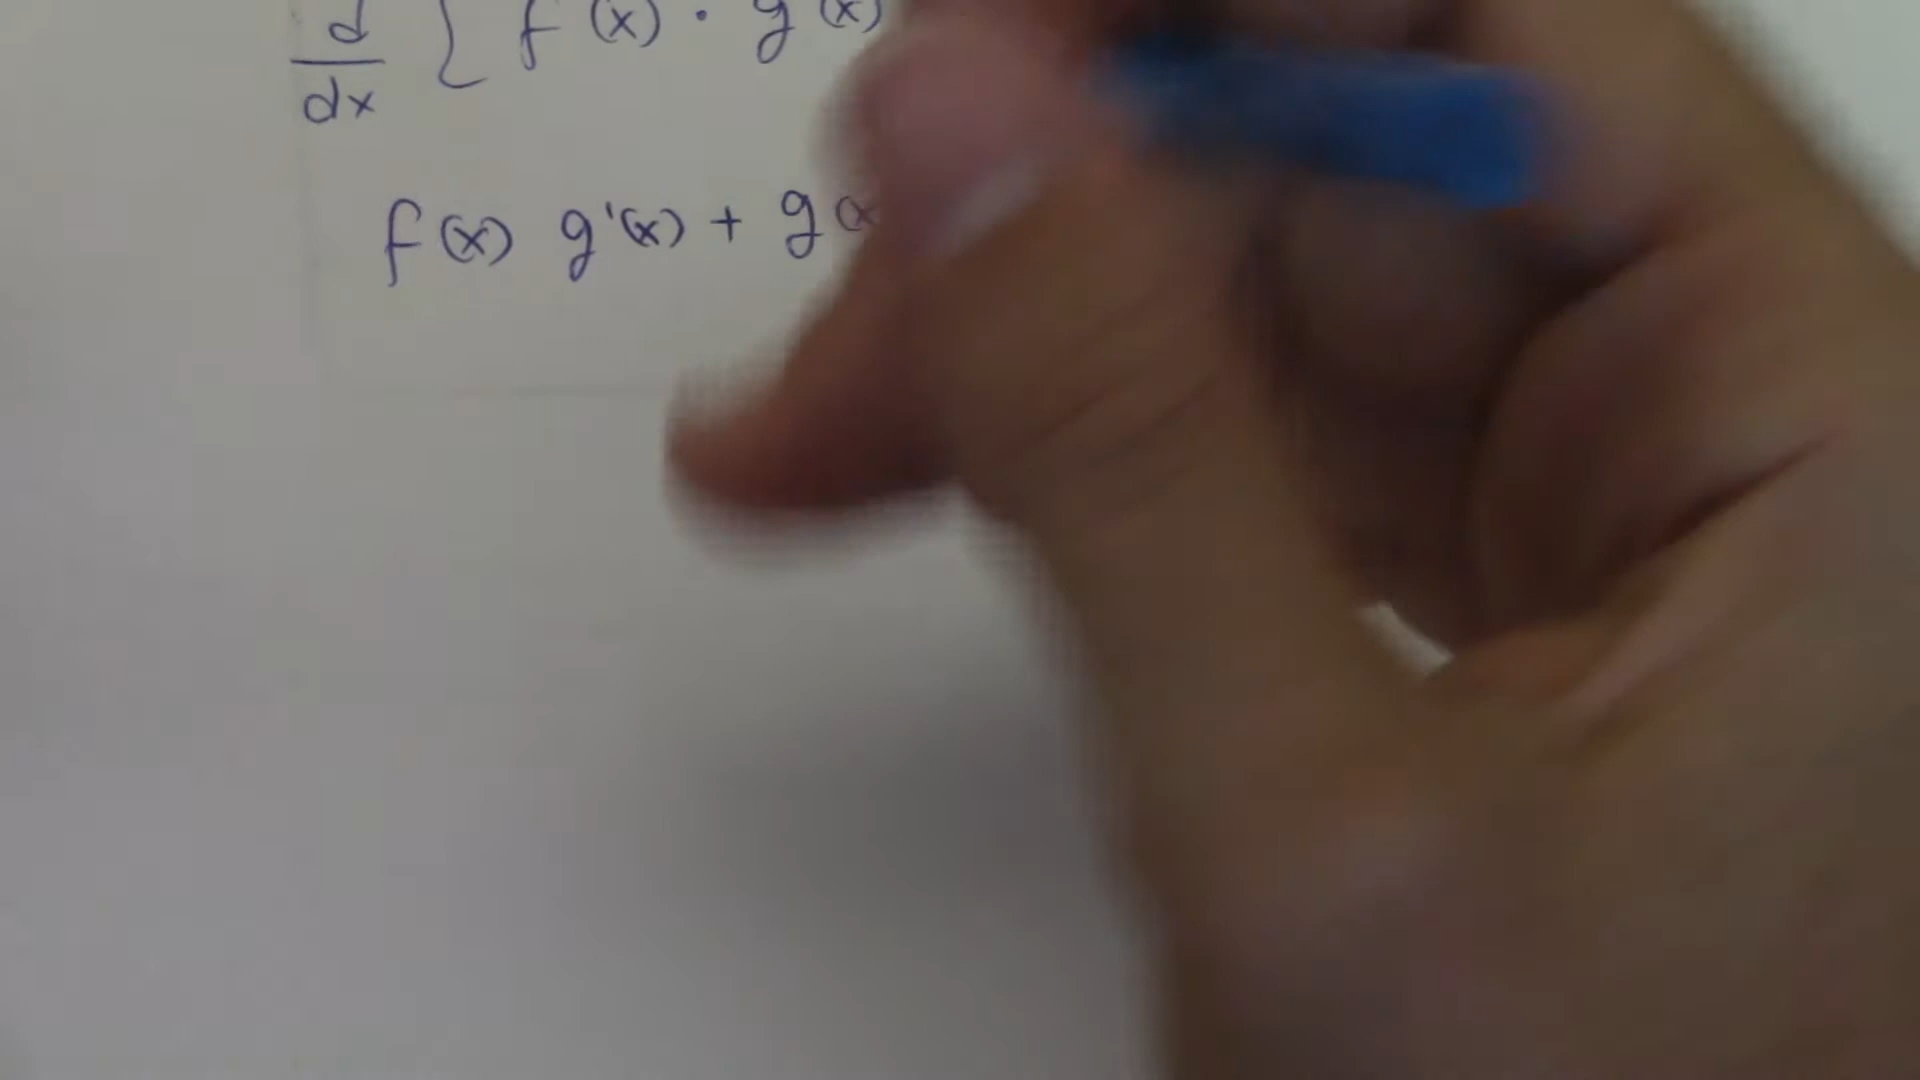 d/dx { f(x) · g(x)
f(x) g'(x) + g(x